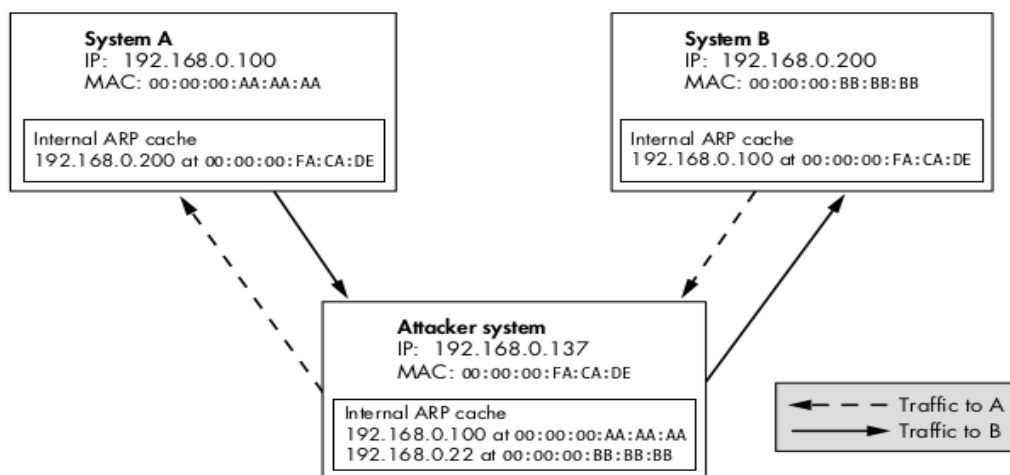 System A
IP: 192.168.0.100
MAC: 00:00:00:AA:AA:AA
Internal ARP cache
192.168.0.200 at 00:00:00:FA:CA:DE
System B
IP: 192.168.0.200
MAC: 00:00:00:BB:BB:BB
Internal ARP cache
192.168.0.100 at 00:00:00:FA:CA:DE
Attacker system
IP: 192.168.0.137
MAC: 00:00:00:FA:CA:DE
Internal ARP cache
192.168.0.100 at 00:00:00:AA:AA:AA
192.168.0.22 at 00:00:00:BB:BB:BB
Traffic to A
Traffic to B